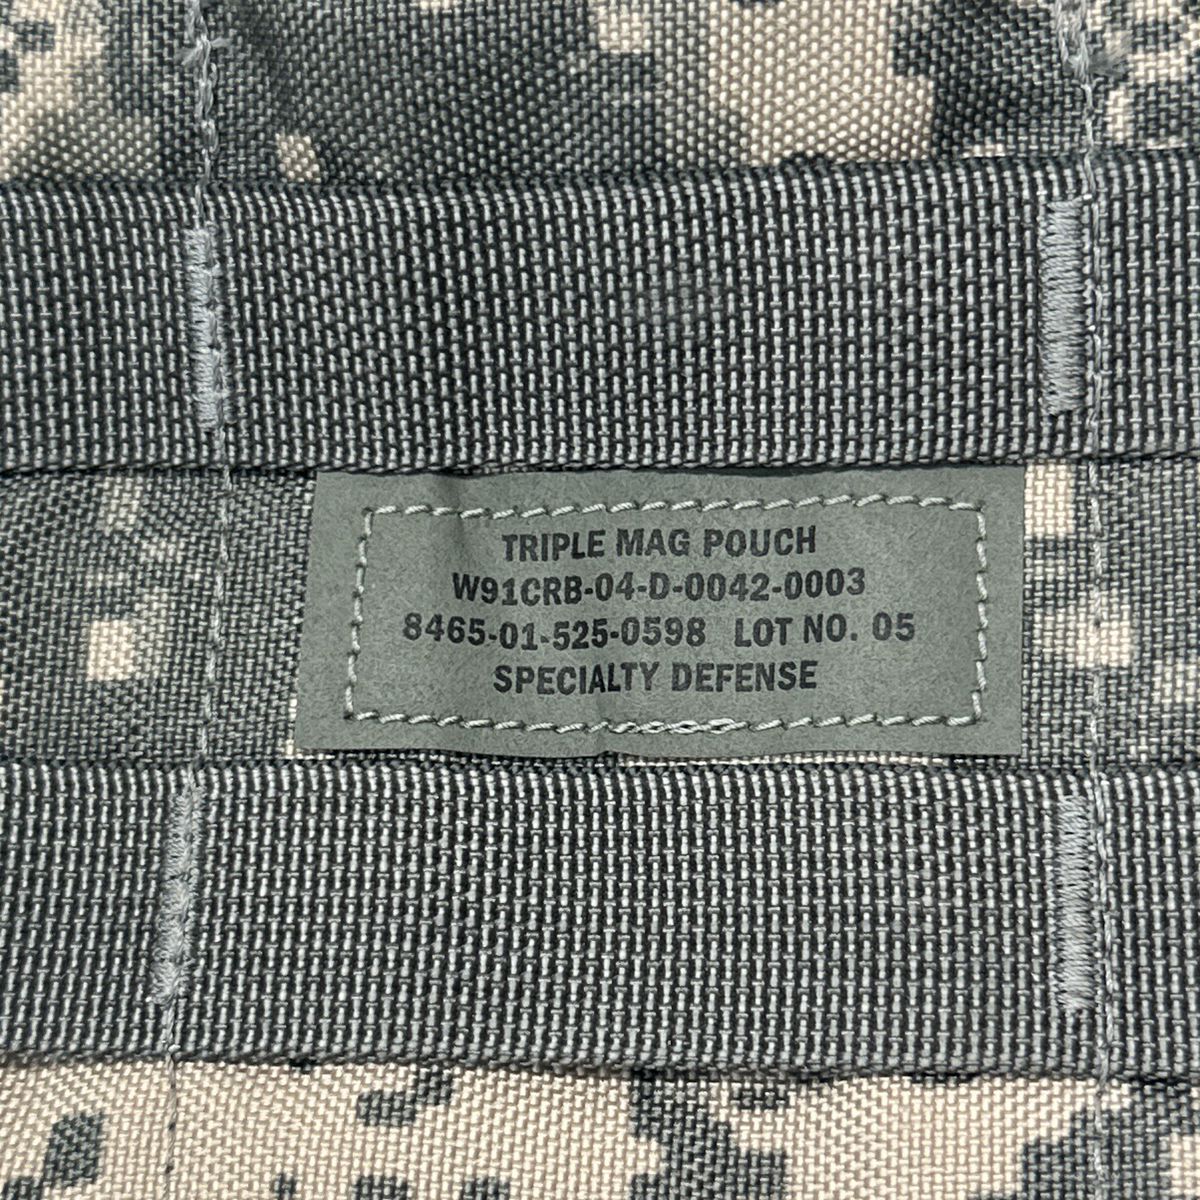 TRIPLE MAG POUCH
W91CRB-04-D-0042-0003
8465-01-525-0598 LOT NO. 05
SPECIALTY DEFENSE